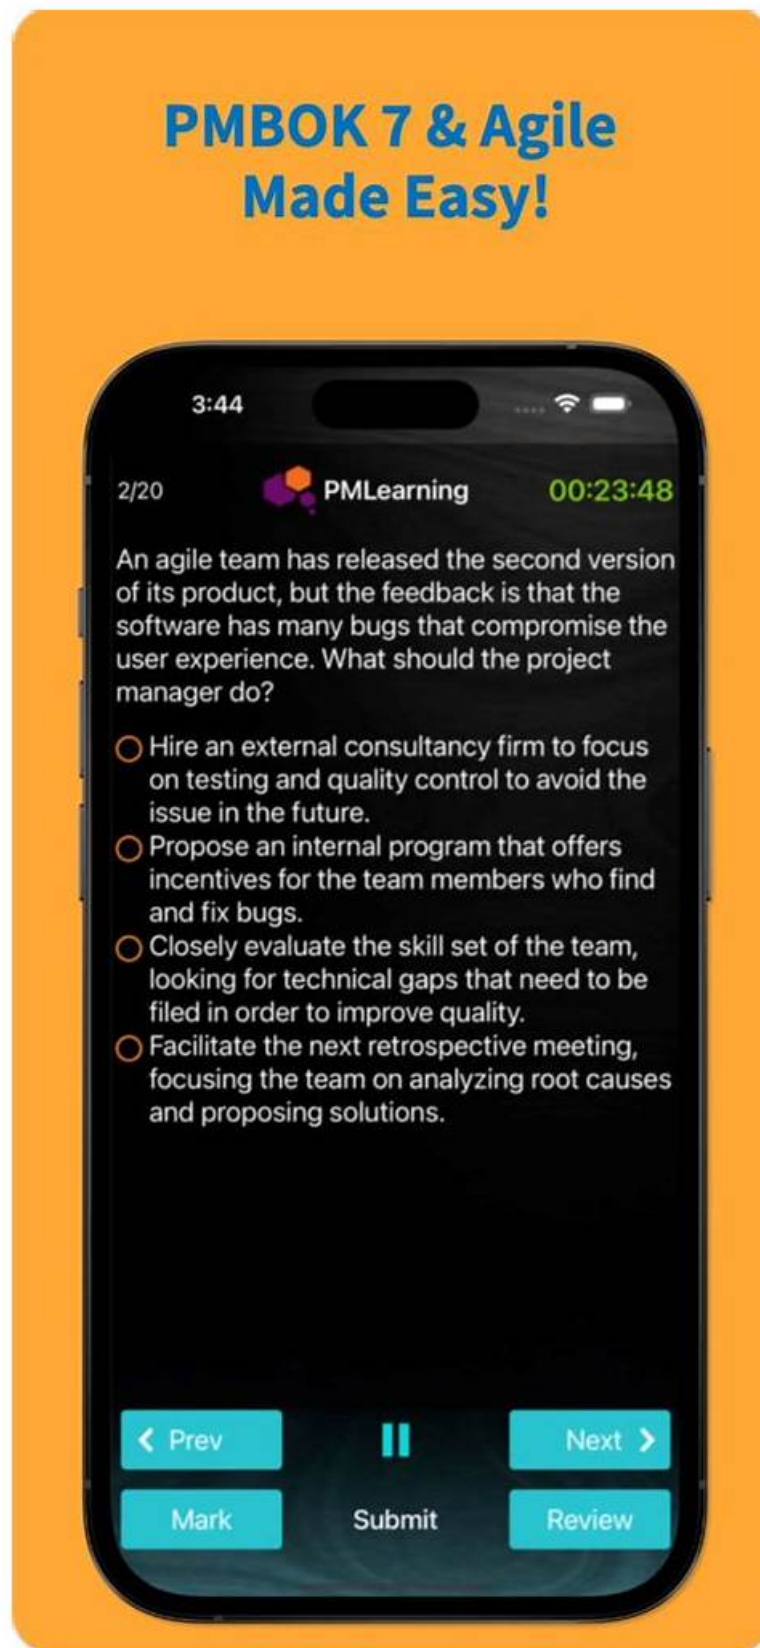 PMBOK 7 & Agile
Made Easy!
3:44
2/20
PMLearning
00:23:48
An agile team has released the second version
of its product, but the feedback is that the
software has many bugs that compromise the
user experience. What should the project
manager do?
Hire an external consultancy firm to focus
on testing and quality control to avoid the
issue in the future.
Propose an internal program that offers
incentives for the team members who find
and fix bugs.
Closely evaluate the skill set of the team,
looking for technical gaps that need to be
filed in order to improve quality.
Facilitate the next retrospective meeting,
focusing the team on analyzing root causes
and proposing solutions.
Prev
Next
Mark
Submit
Review